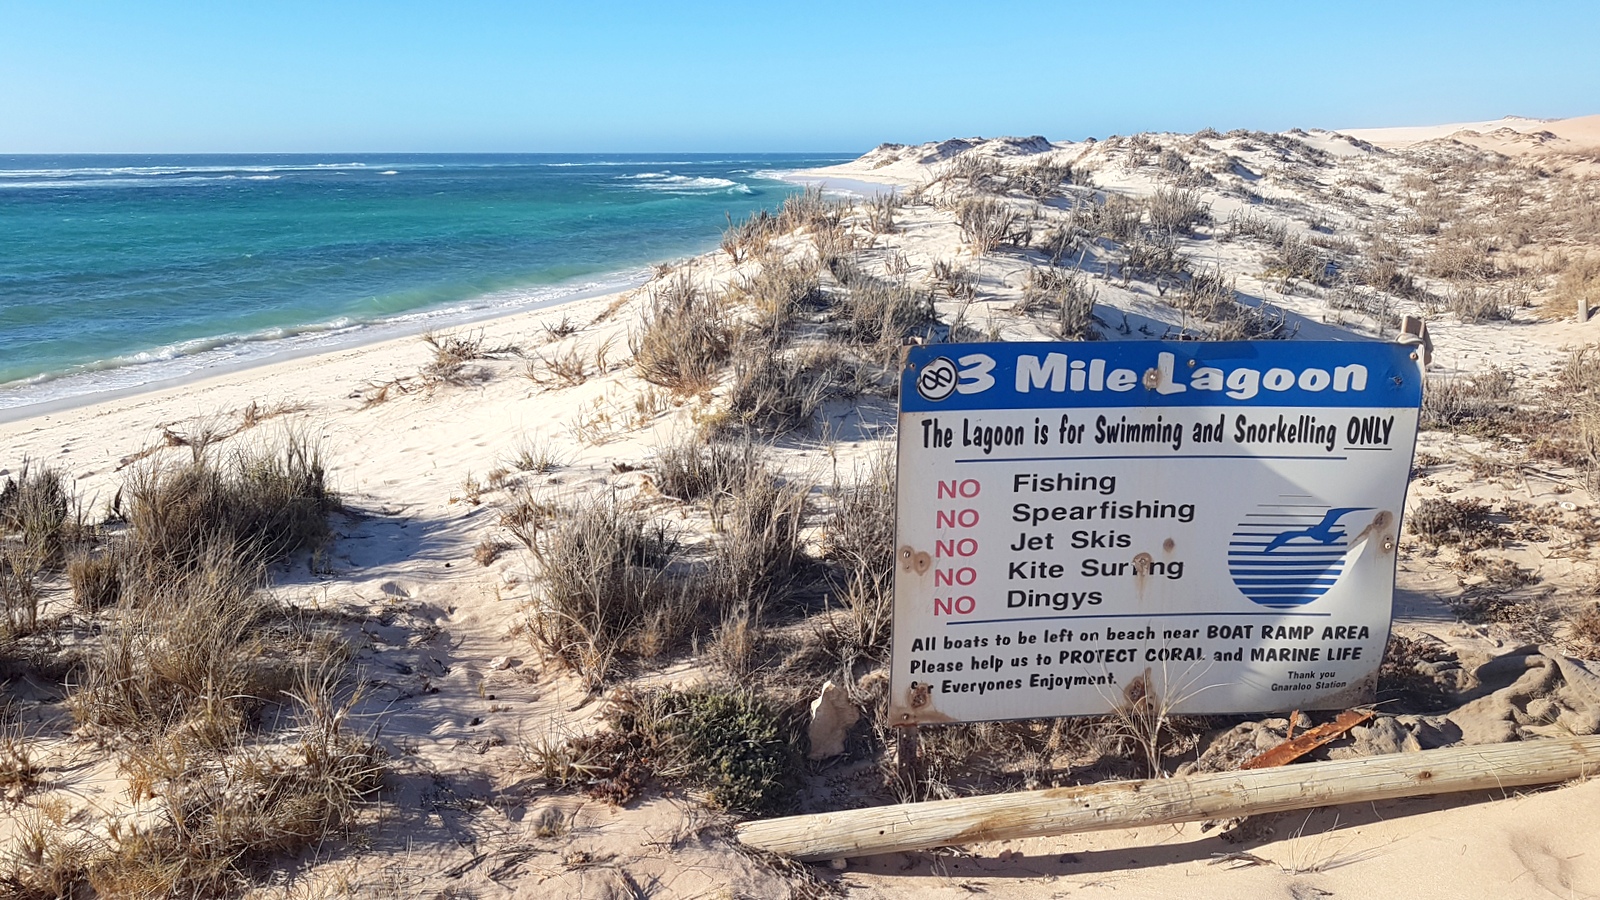 3 Mile Lagoon
The Lagoon is for Swimming and Snorkelling ONLY
NO Fishing
NO Spearfishing
NO Jet Skis
NO Kite Surfing
NO Dingys
All boats to be left on beach near BOAT RAMP AREA
Please help us to PROTECT CORAL and MARINE LIFE
for Everyones Enjoyment.
Thank you
Gnaraloo Station